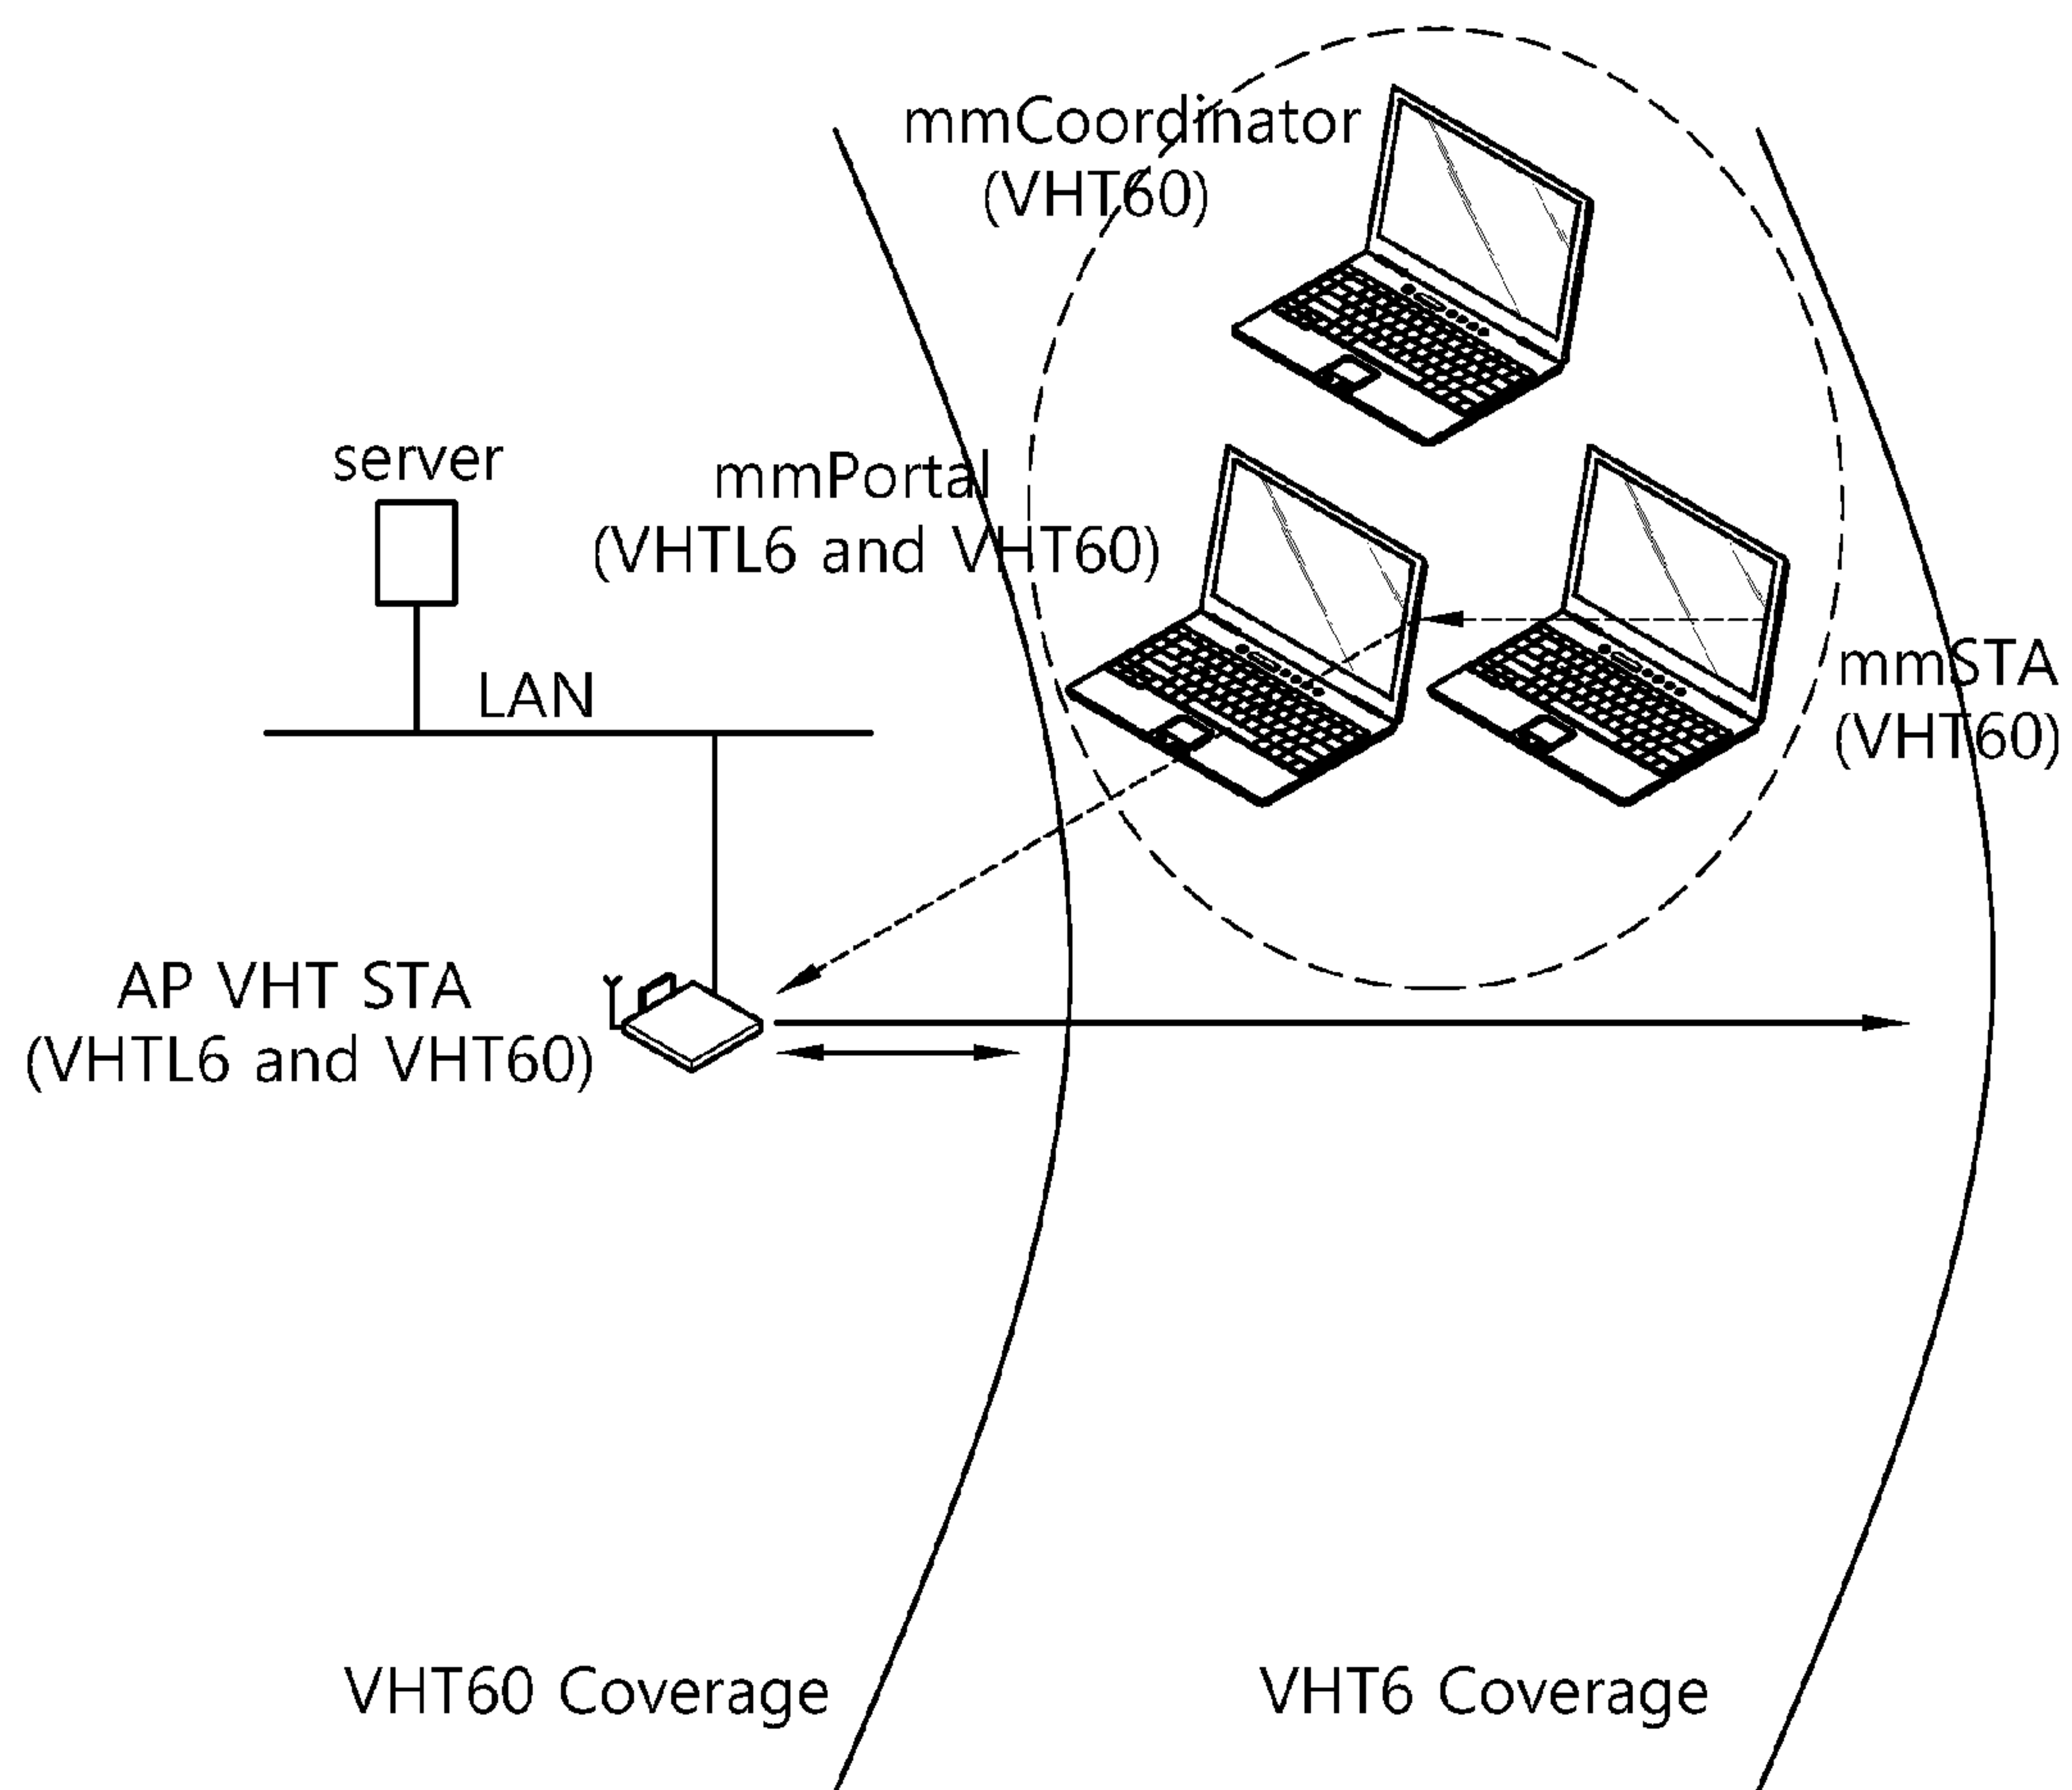 mmCoordinator
(VHT60)
server
mmPortal
(VHTL6 and VHT60)
LAN
mmSTA
(VHT60)
AP VHT STA
(VHTL6 and VHT60)
VHT60 Coverage
VHT6 Coverage